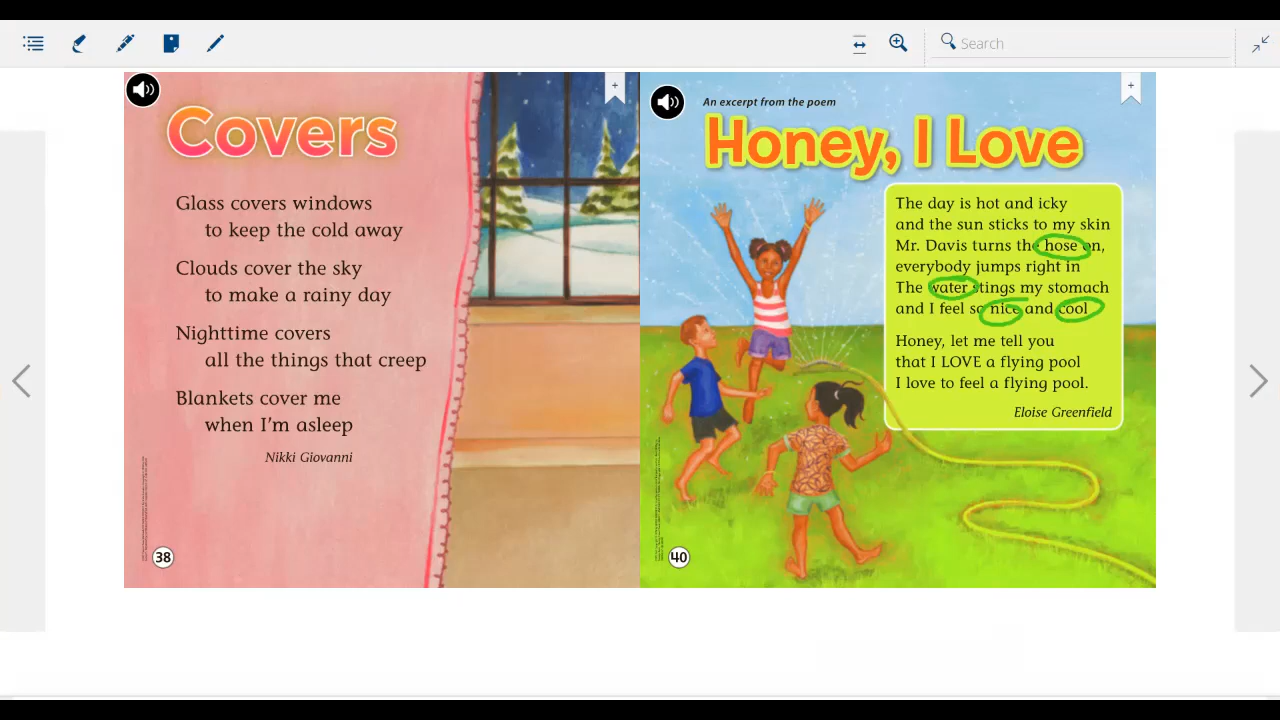 Search
Covers
Glass covers windows
to keep the cold away
Clouds cover the sky
to make a rainy day
Nighttime covers
all the things that creep
Blankets cover me
when I'm asleep
Nikki Giovanni
38
An excerpt from the poem
Honey, I Love
The day is hot and icky
and the sun sticks to my skin
Mr. Davis turns the hose on,
everybody jumps right in
The water stings my stomach
and I feel so nice and cool
Honey, let me tell you
that I LOVE a flying pool
I love to feel a flying pool.
Eloise Greenfield
40